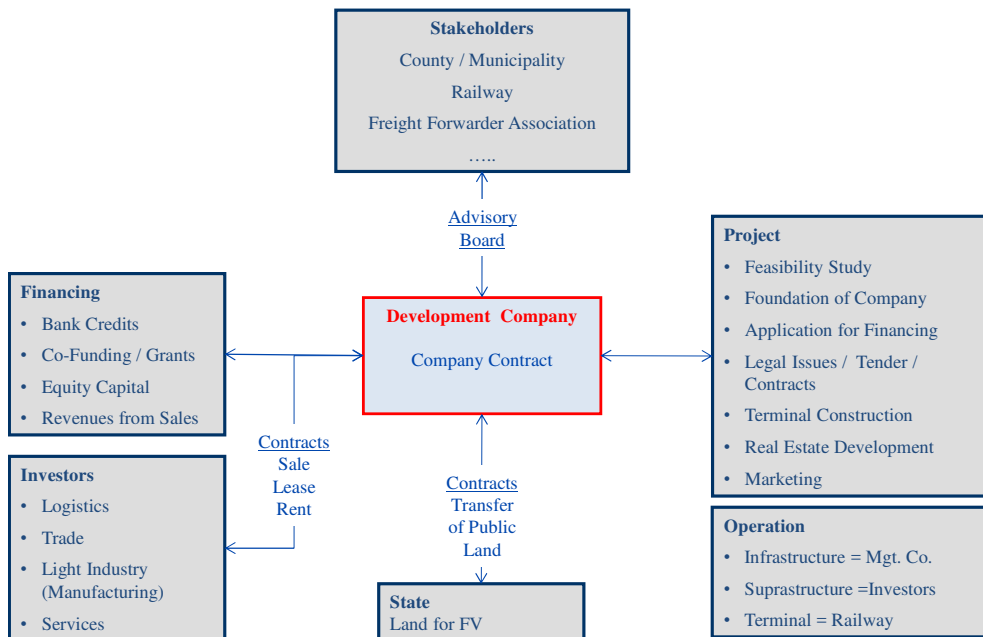 Stakeholders
County / Municipality
Railway
Freight Forwarder Association
…..
Advisory
Board
Project
• Feasibility Study
• Foundation of Company
• Application for Financing
• Legal Issues / Tender /
Contracts
• Terminal Construction
• Real Estate Development
• Marketing
Financing
• Bank Credits
• Co-Funding / Grants
• Equity Capital
• Revenues from Sales
Development Company
Company Contract
Contracts
Sale
Lease
Rent
Contracts
Transfer
of Public
Land
Investors
• Logistics
• Trade
• Light Industry
(Manufacturing)
• Services
State
Land for FV
Operation
• Infrastructure = Mgt. Co.
• Suprastructure =Investors
• Terminal = Railway